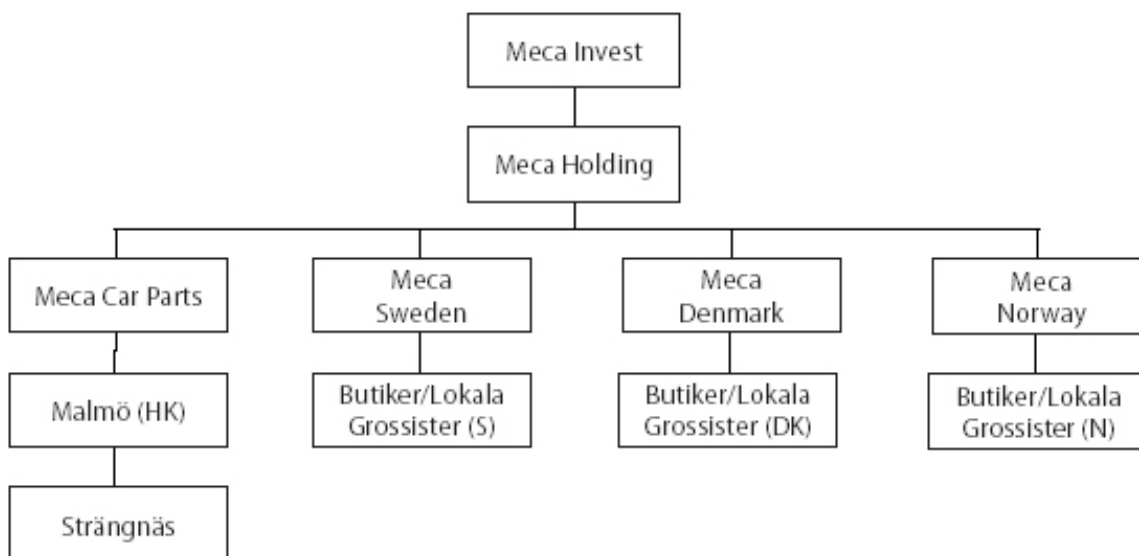 Meca Invest
Meca Holding
Meca Car Parts
Meca
Sweden
Meca
Denmark
Meca
Norway
Malmö (HK)
Butiker/Lokala
Grossister (S)
Butiker/Lokala
Grossister (DK)
Butiker/Lokala
Grossister (N)
Strängnäs